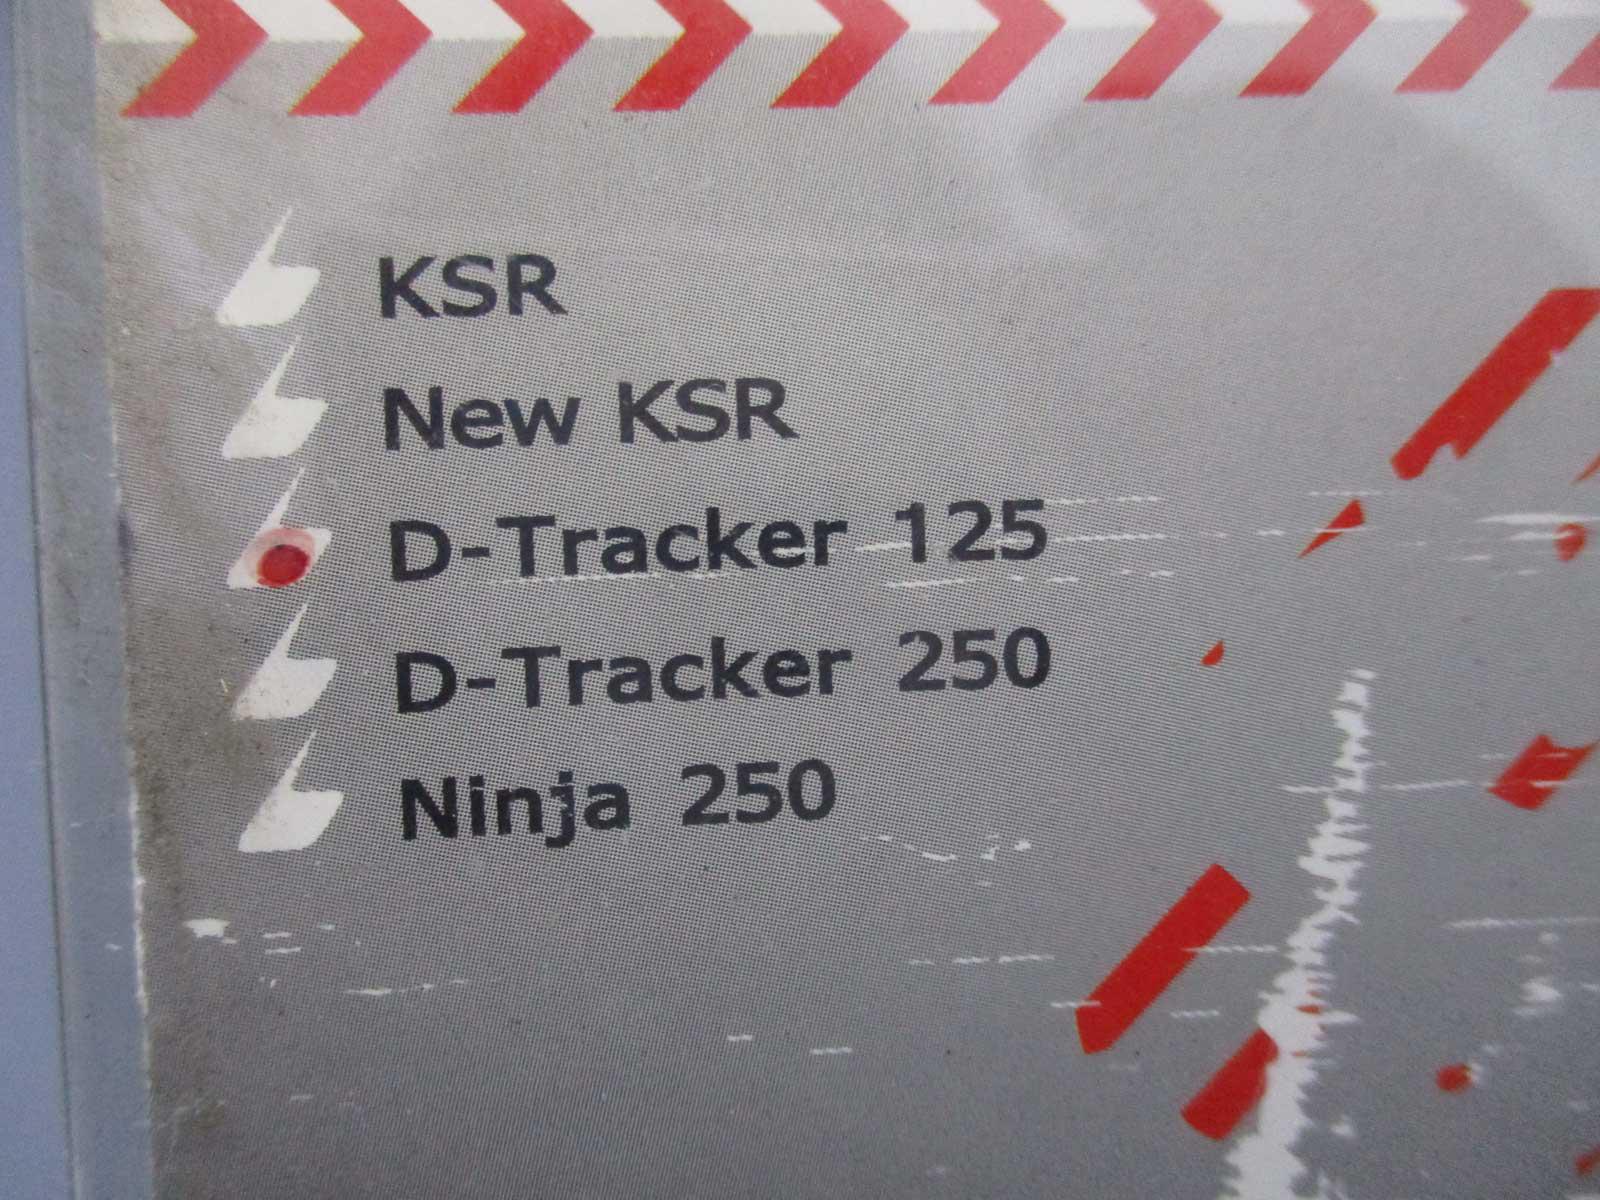 KSR
New KSR
D-Tracker 125
D-Tracker 250
Ninja 250